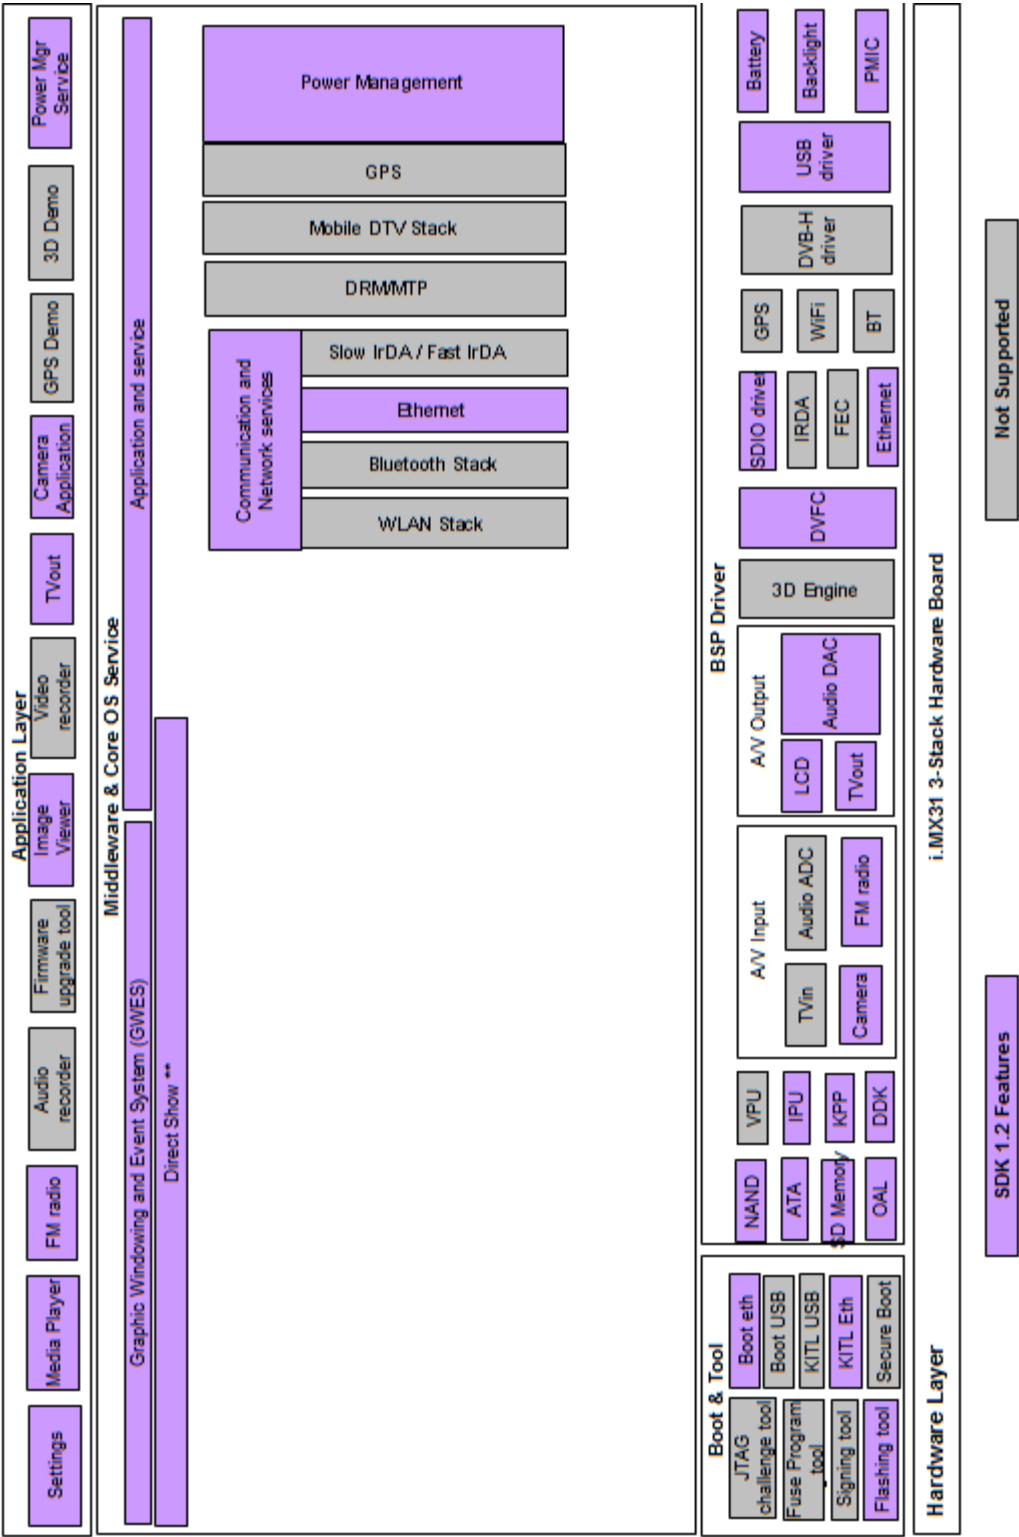 Application Layer
Settings
Media Player
FM radio
Audio
recorder
Firmware
upgrade tool
Image
Viewer
Video
recorder
TVout
Camera
Application
GPS Demo
3D Demo
Power Mgr
Service
Middleware & Core OS Service
Graphic Windowing and Event System (GWES)
Application and service
Direct Show **
Communication and
Network services
WLAN Stack
Bluetooth Stack
Ethernet
Slow IrDA / Fast IrDA
DRM/MTP
Mobile DTV Stack
GPS
Power Management
Boot & Tool
JTAG
challenge tool
Fuse Program
tool
Signing tool
Flashing tool
Boot eth
Boot USB
KITL USB
KITL Eth
Secure Boot
BSP Driver
NAND
ATA
SD Memory
OAL
VPU
IPU
KPP
DDK
A/V Input
TVin
Audio ADC
Camera
FM radio
A/V Output
LCD
TVout
Audio DAC
3D Engine
DVFC
SDIO driver
IRDA
FEC
Ethernet
GPS
WiFi
BT
DVB-H
driver
USB
driver
Battery
Backlight
PMIC
Hardware Layer
i.MX31 3-Stack Hardware Board
SDK 1.2 Features
Not Supported